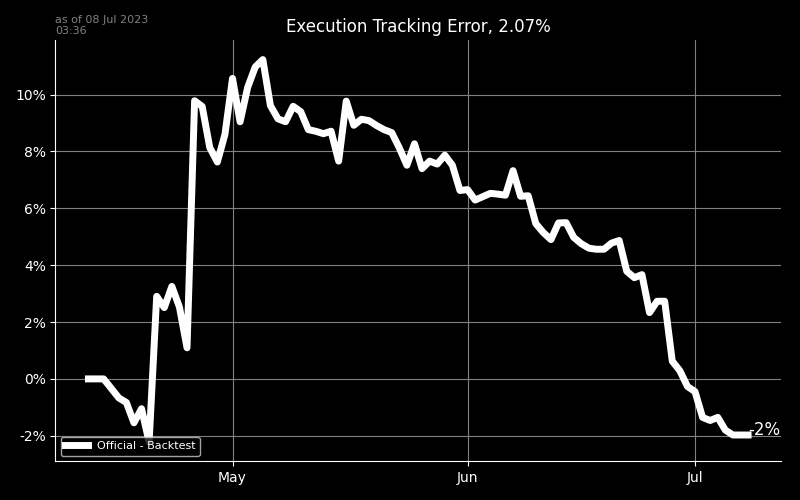 as of 08 Jul 2023
03:36
Execution Tracking Error, 2.07%
10%
8%
6%
4%
2%
0%
-2%
-2%
Official - Backtest
May
Jun
Jul